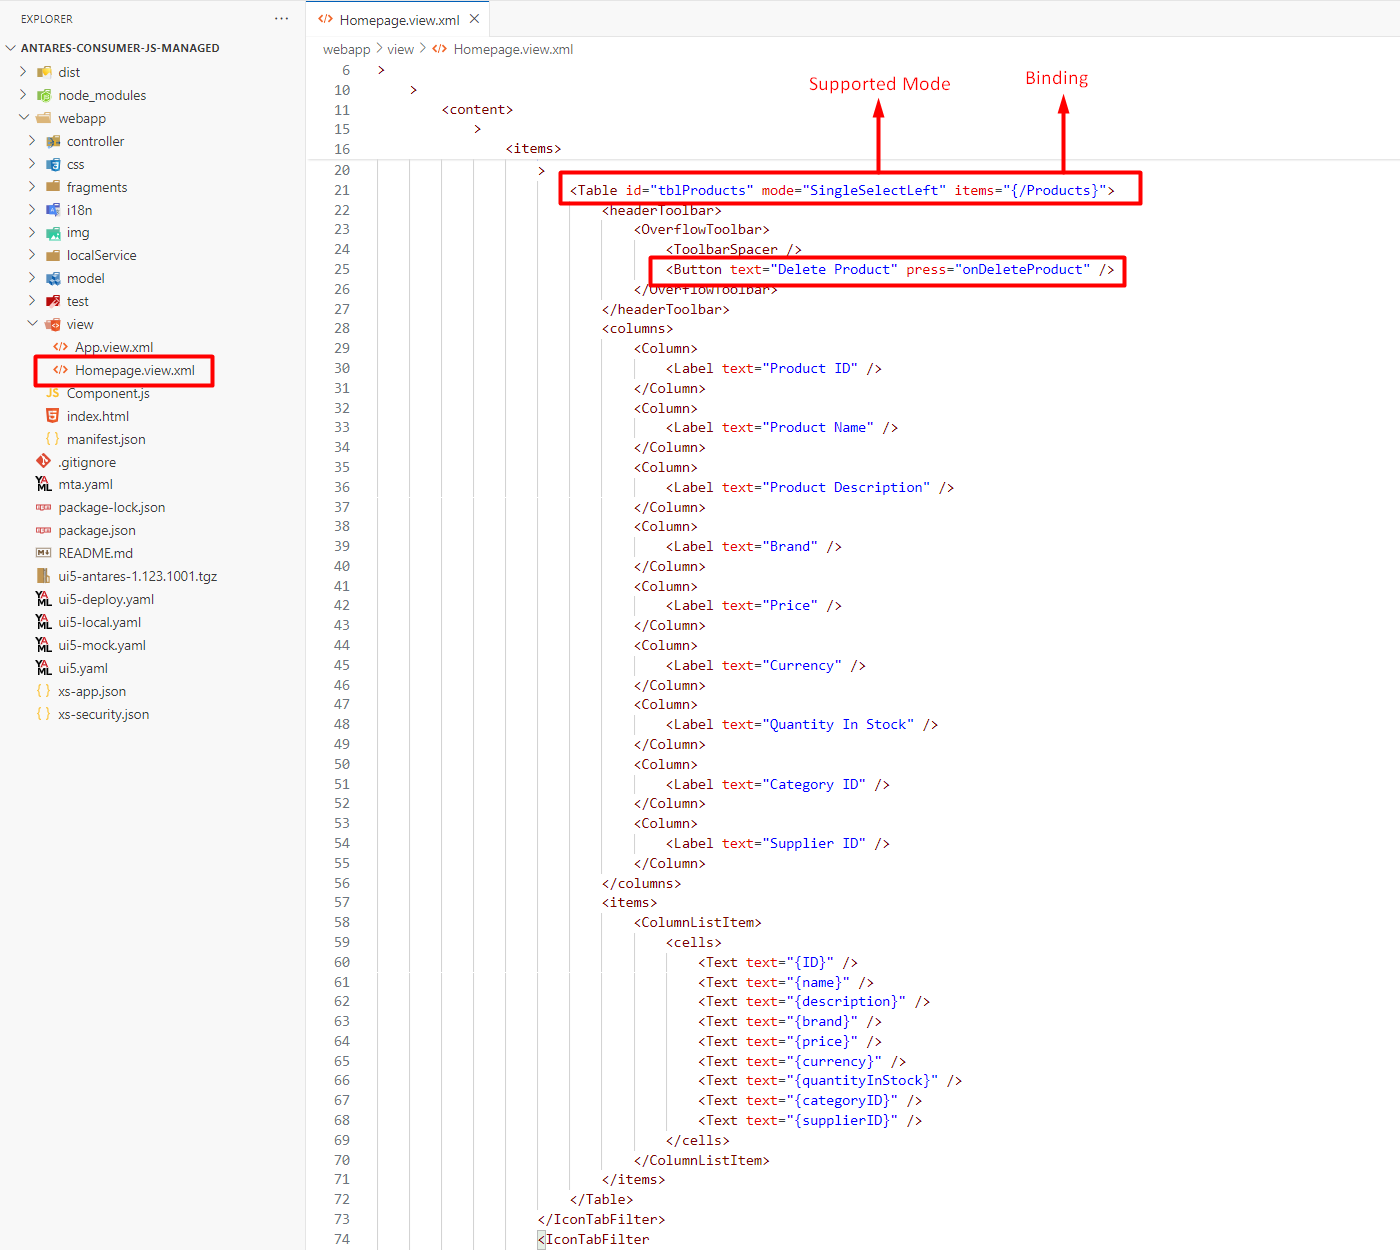 EXPLORER
ANTARES-CONSUMER-JS-MANAGED
dist
node_modules
webapp
controller
css
fragments
i18n
img
localService
model
test
view
App.view.xml
Homepage.view.xml
JS Component.js
index.html
{} manifest.json
.gitignore
YAML mta.yaml
package-lock.json
package.json
README.md
ui5-antares-1.123.1001.tgz
YAML ui5-deploy.yaml
YAML ui5-local.yaml
YAML ui5-mock.yaml
YAML ui5.yaml
{} xs-app.json
{} xs-security.json
Homepage.view.xml
webapp > view > Homepage.view.xml
Supported Mode
Binding
6 >
10 >
11 <content>
15 >
16 <items>
20 >
21 <Table id="tblProducts" mode="SingleSelectLeft" items="{/Products}">
22 <headerToolbar>
23 <OverflowToolbar>
24 <ToolbarSpacer />
25 <Button text="Delete Product" press="onDeleteProduct" />
26 </OverflowToolbar>
27 </headerToolbar>
28 <columns>
29 <Column>
30 <Label text="Product ID" />
31 </Column>
32 <Column>
33 <Label text="Product Name" />
34 </Column>
35 <Column>
36 <Label text="Product Description" />
37 </Column>
38 <Column>
39 <Label text="Brand" />
40 </Column>
41 <Column>
42 <Label text="Price" />
43 </Column>
44 <Column>
45 <Label text="Currency" />
46 </Column>
47 <Column>
48 <Label text="Quantity In Stock" />
49 </Column>
50 <Column>
51 <Label text="Category ID" />
52 </Column>
53 <Column>
54 <Label text="Supplier ID" />
55 </Column>
56 </columns>
57 <items>
58 <ColumnListItem>
59 <cells>
60 <Text text="{ID}" />
61 <Text text="{name}" />
62 <Text text="{description}" />
63 <Text text="{brand}" />
64 <Text text="{price}" />
65 <Text text="{currency}" />
66 <Text text="{quantityInStock}" />
67 <Text text="{categoryID}" />
68 <Text text="{supplierID}" />
69 </cells>
70 </ColumnListItem>
71 </items>
72 </Table>
73 </IconTabFilter>
74 <IconTabFilter